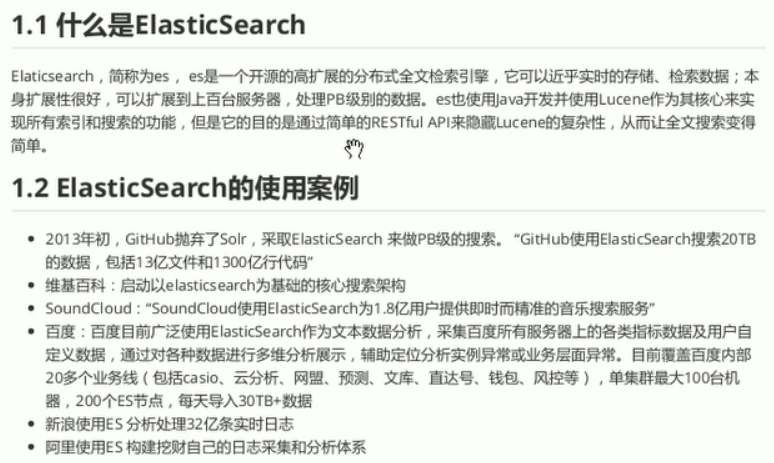 1.1 什么是ElasticSearch
Elaticsearch，简称为es， es是一个开源的高扩展的分布式全文检索引擎，它可以近乎实时的存储、检索数据；本
身扩展性很好，可以扩展到上百台服务器，处理PB级别的数据。es也使用Java开发并使用Lucene作为其核心来实
现所有索引和搜索的功能，但是它的目的是通过简单的RESTful API来隐藏Lucene的复杂性，从而让全文搜索变得
简单。
1.2 ElasticSearch的使用案例
• 2013年初，GitHub抛弃了Solr，采取ElasticSearch 来做PB级的搜索。 “GitHub使用ElasticSearch搜索20TB
的数据，包括13亿文件和1300亿行代码”
• 维基百科：启动以elasticsearch为基础的核心搜索架构
• SoundCloud：“SoundCloud使用ElasticSearch为1.8亿用户提供即时而精准的音乐搜索服务”
• 百度：百度目前广泛使用ElasticSearch作为文本数据分析，采集百度所有服务器上的各类指标数据及用户自
定义数据，通过对各种数据进行多维分析展示，辅助定位分析实例异常或业务层面异常。目前覆盖百度内部
20多个业务线（包括casio、云分析、网盟、预测、文库、直达号、钱包、风控等），单集群最大100台机
器，200个ES节点，每天导入30TB+数据
• 新浪使用ES 分析处理32亿条实时日志
• 阿里使用ES 构建挖财自己的日志采集和分析体系